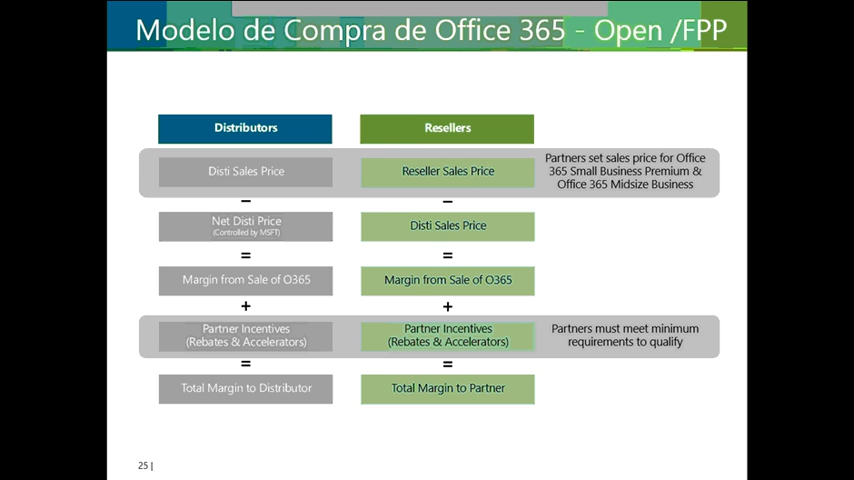 Modelo de Compra de Office 365 - Open /FPP
Distributors
Resellers
Disti Sales Price
Reseller Sales Price
Partners set sales price for Office
365 Small Business Premium &
Office 365 Midsize Business
–
–
Net Disti Price
(Controlled by MSFT)
Disti Sales Price
=
=
Margin from Sale of O365
Margin from Sale of O365
+
+
Partner Incentives
(Rebates & Accelerators)
Partner Incentives
(Rebates & Accelerators)
Partners must meet minimum
requirements to qualify
=
=
Total Margin to Distributor
Total Margin to Partner
25 |